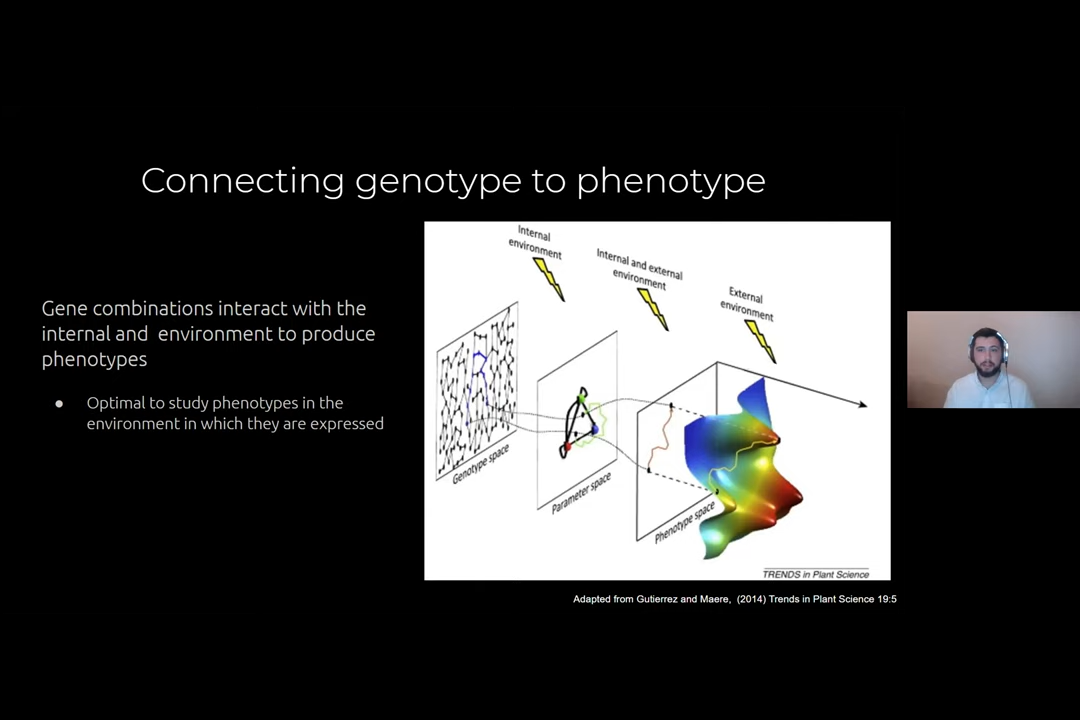 Connecting genotype to phenotype
Gene combinations interact with the
internal and environment to produce
phenotypes
● Optimal to study phenotypes in the
environment in which they are expressed
Internal
environment
Internal and external
environment
External
environment
Genotype space
Parameter space
Phenotype space
TRENDS in Plant Science
Adapted from Gutierrez and Maere, (2014) Trends in Plant Science 19:5